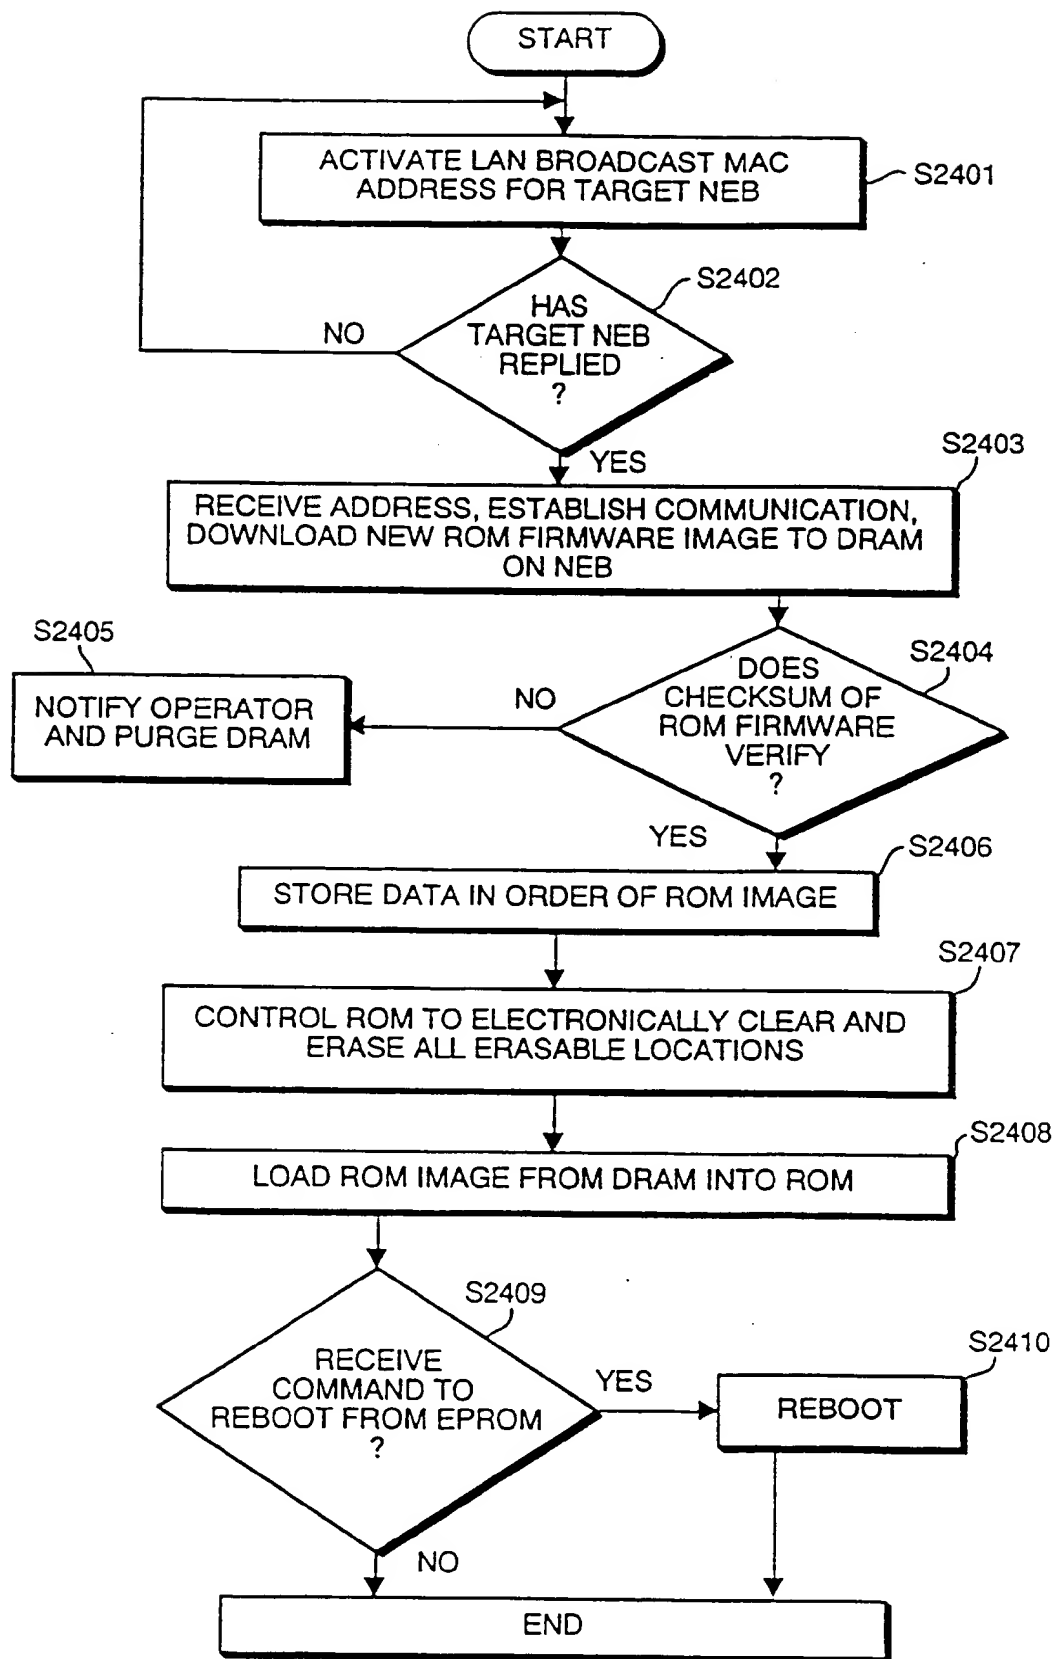 START
ACTIVATE LAN BROADCAST MAC
ADDRESS FOR TARGET NEB
S2401
S2402
HAS
TARGET NEB
REPLIED
?
NO
YES
S2403
RECEIVE ADDRESS, ESTABLISH COMMUNICATION,
DOWNLOAD NEW ROM FIRMWARE IMAGE TO DRAM
ON NEB
S2405
S2404
NOTIFY OPERATOR
AND PURGE DRAM
NO
DOES
CHECKSUM OF
ROM FIRMWARE
VERIFY
?
YES
S2406
STORE DATA IN ORDER OF ROM IMAGE
S2407
CONTROL ROM TO ELECTRONICALLY CLEAR AND
ERASE ALL ERASABLE LOCATIONS
S2408
LOAD ROM IMAGE FROM DRAM INTO ROM
S2409
RECEIVE
COMMAND TO
REBOOT FROM EPROM
?
YES
S2410
REBOOT
NO
END